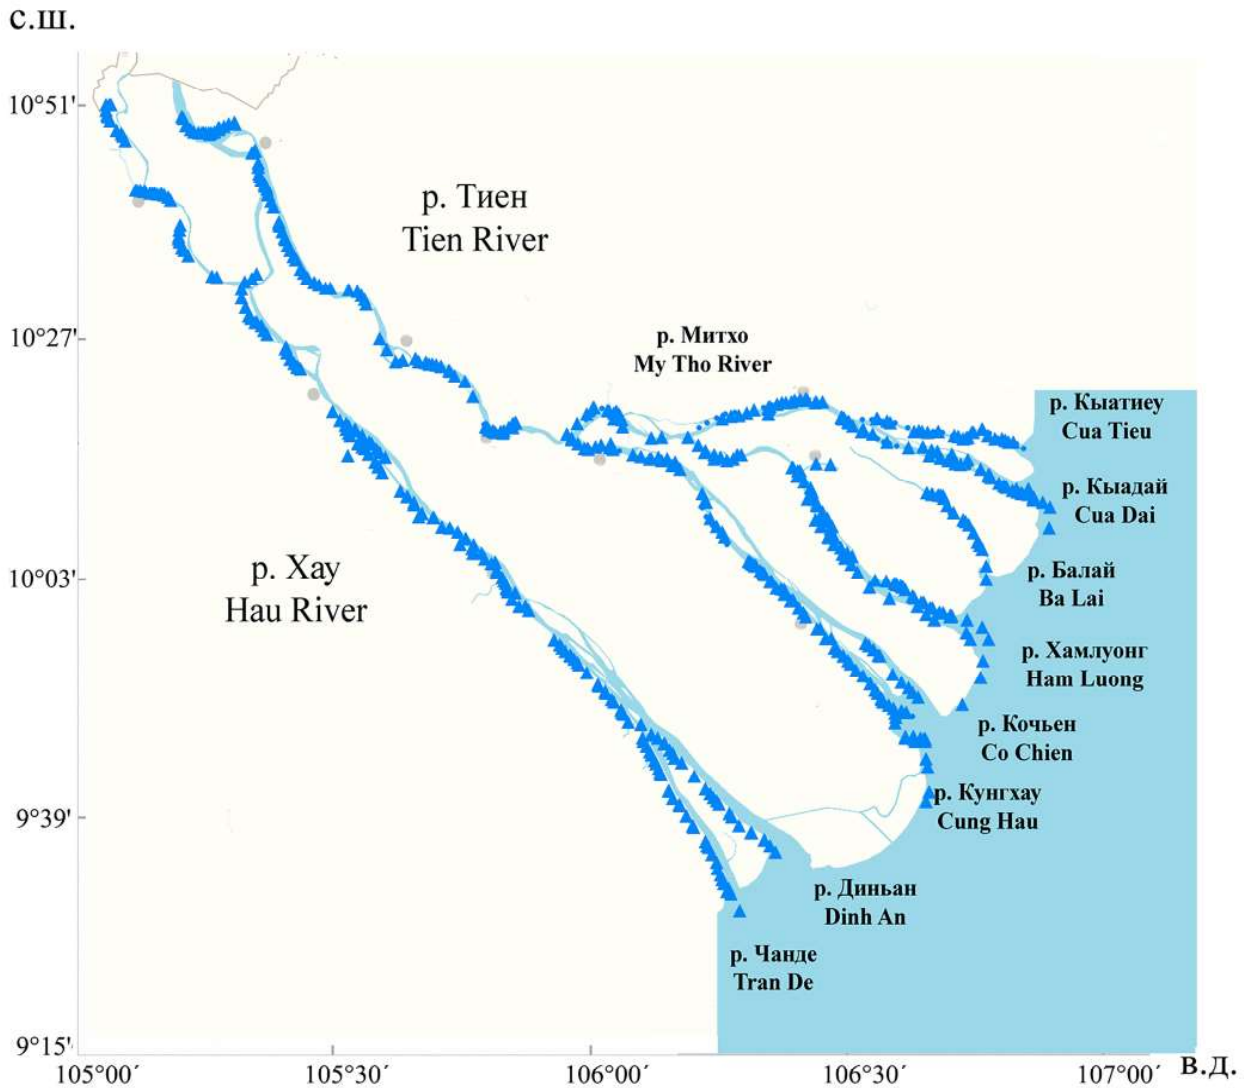 с.ш.
10°51'
р. Тиен
Tien River
10°27'
р. Митхо
My Tho River
р. Кыатиеу
Cua Tieu
р. Кыадай
Cua Dai
10°03'
р. Хау
Hau River
р. Балай
Ba Lai
р. Хамлуонг
Ham Luong
р. Кочьен
Co Chien
9°39'
р. Кунгхау
Cung Hau
р. Диньан
Dinh An
р. Чанде
Tran De
9°15'
105°00´ 105°30´ 106°00´ 106°30´ 107°00´ в.д.